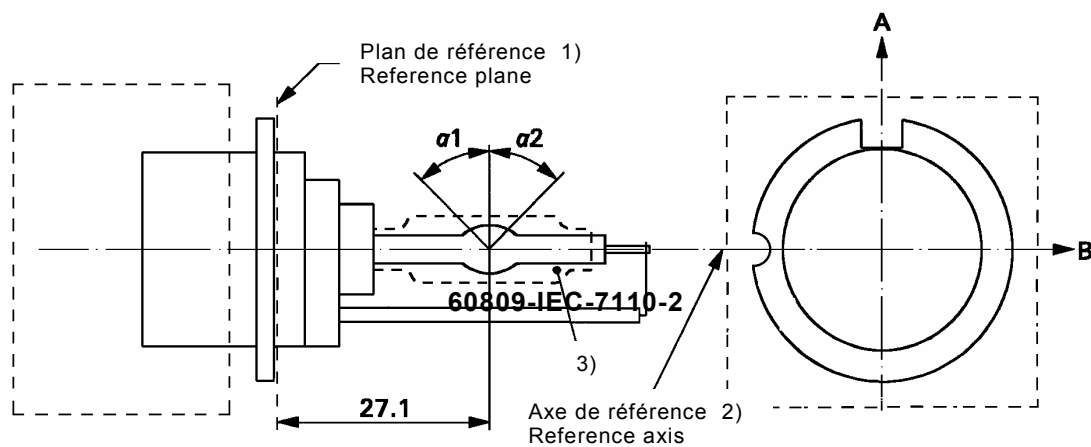 Plan de référence 1)
Reference plane
A
α1
α2
B
60809-IEC-7110-2
3)
27.1
Axe de référence 2)
Reference axis